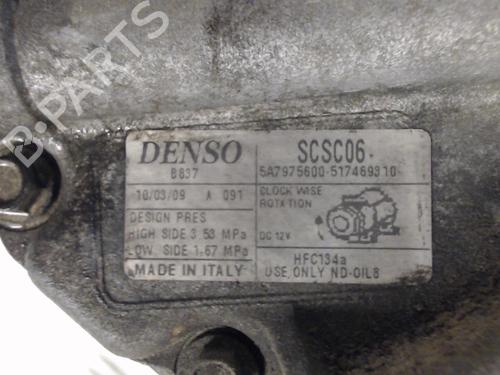 B-PARTS
DENSO
B837
10/03/09 A 091
DESIGN PRES
HIGH SIDE 3.53 MPa
LOW SIDE 1.67 MPa
MADE IN ITALY
SCSC06
5A7975600-517469310
CLOCK WISE
ROTATION
DC 12V
HFC134a
USE ONLY ND-OIL8